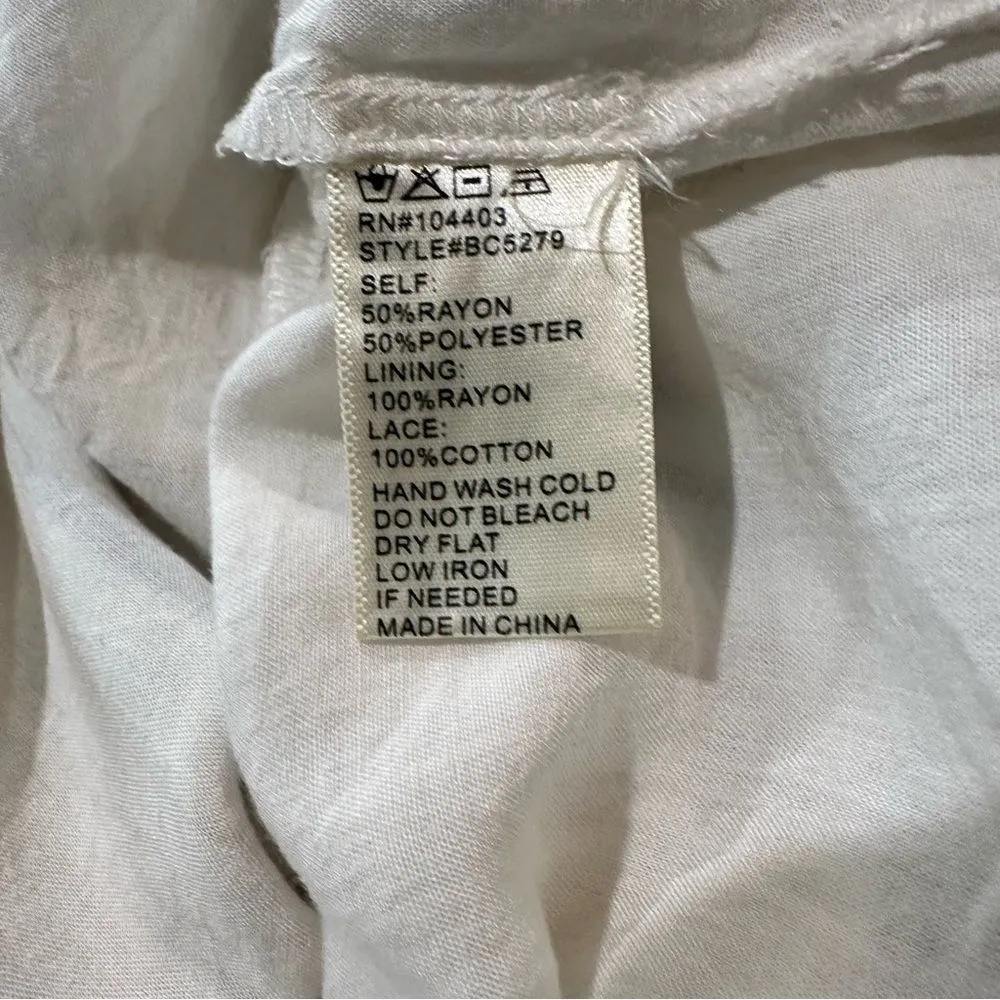 RN#104403
STYLE#BC5279
SELF:
50%RAYON
50%POLYESTER
LINING:
100%RAYON
LACE:
100%COTTON
HAND WASH COLD
DO NOT BLEACH
DRY FLAT
LOW IRON
IF NEEDED
MADE IN CHINA